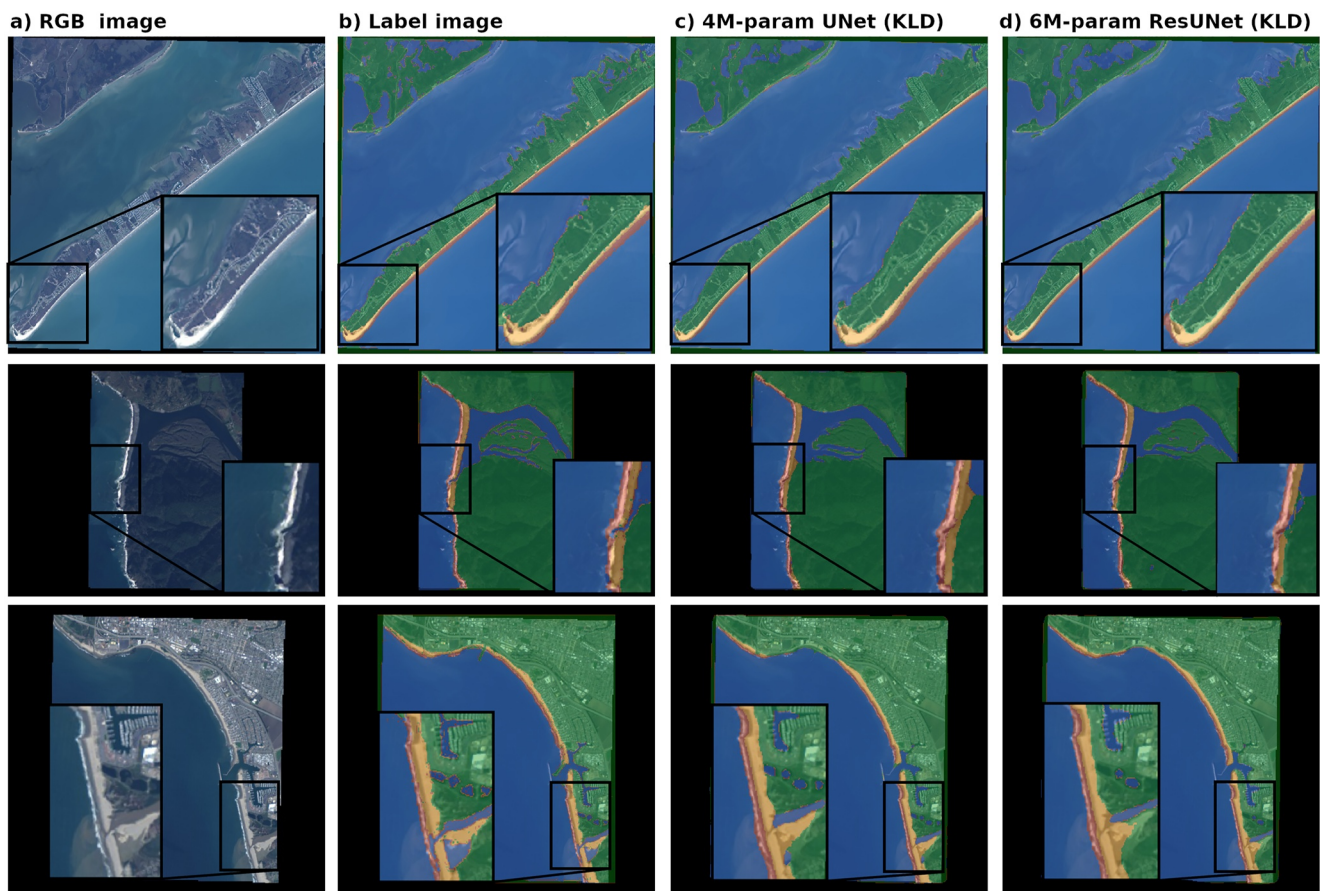 a) RGB image
b) Label image
c) 4M-param UNet (KLD)
d) 6M-param ResUNet (KLD)